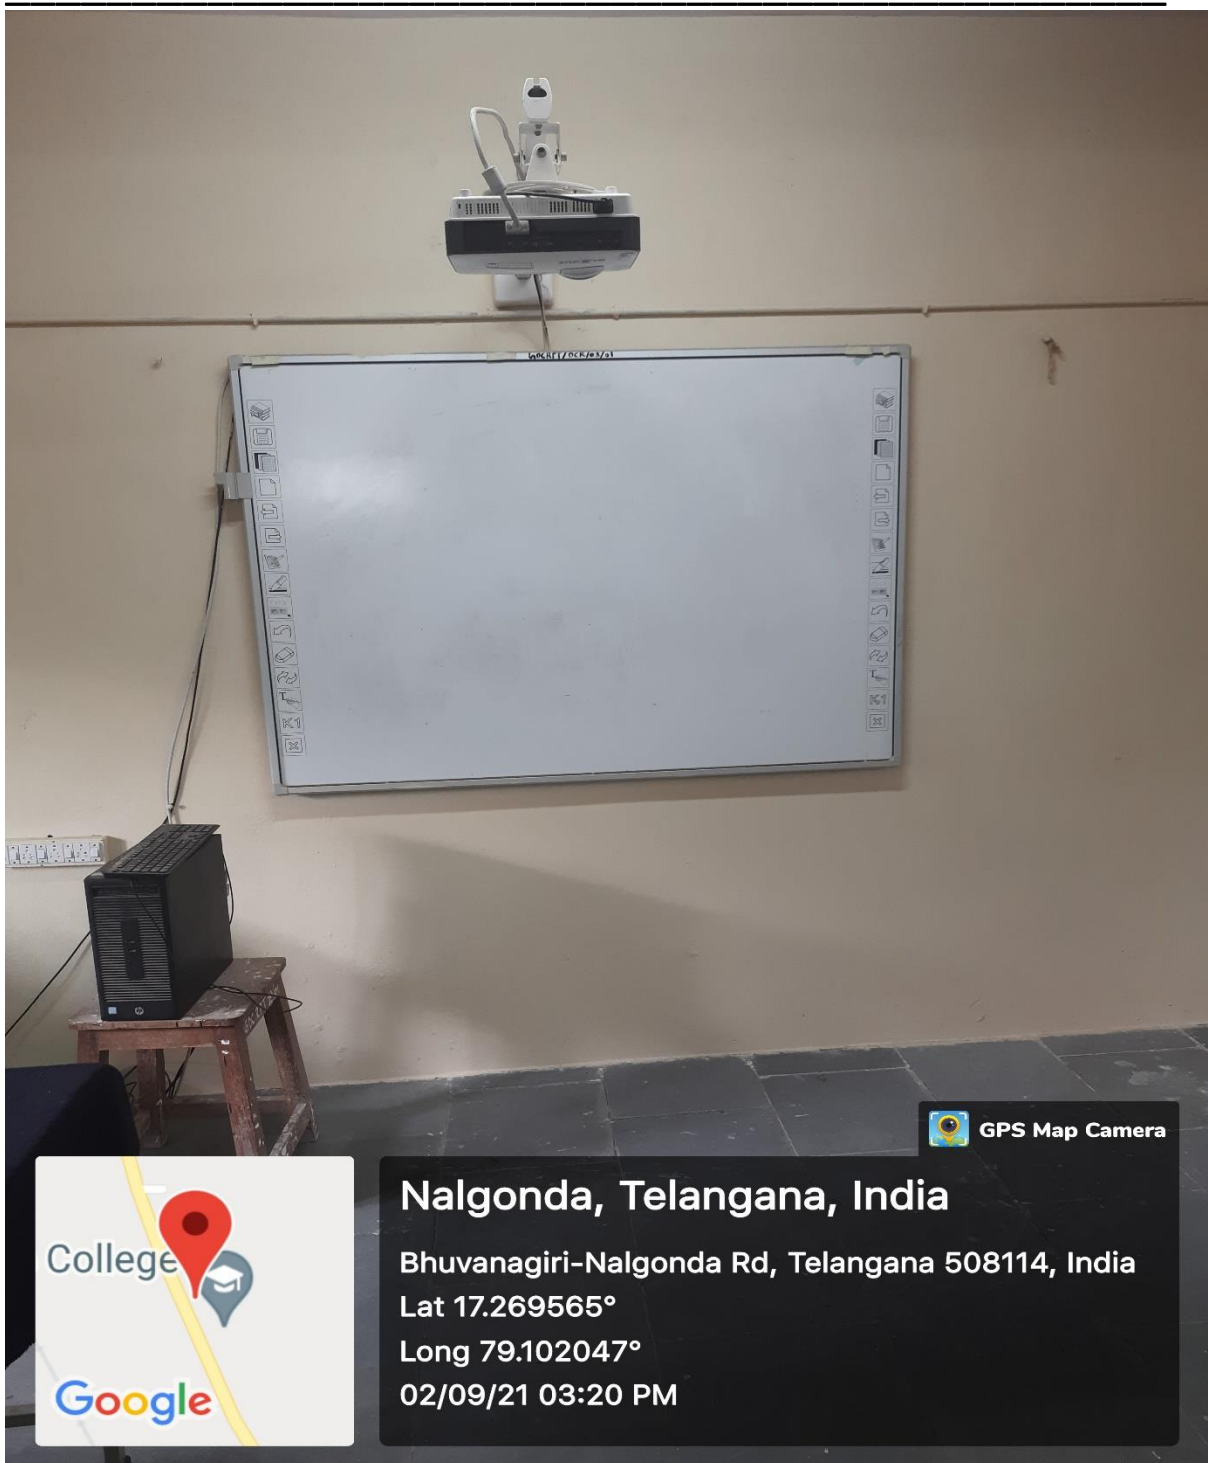 GPS Map Camera
Nalgonda, Telangana, India
Bhuvanagiri-Nalgonda Rd, Telangana 508114, India
Lat 17.269565°
Long 79.102047°
02/09/21 03:20 PM
College
Google
hp